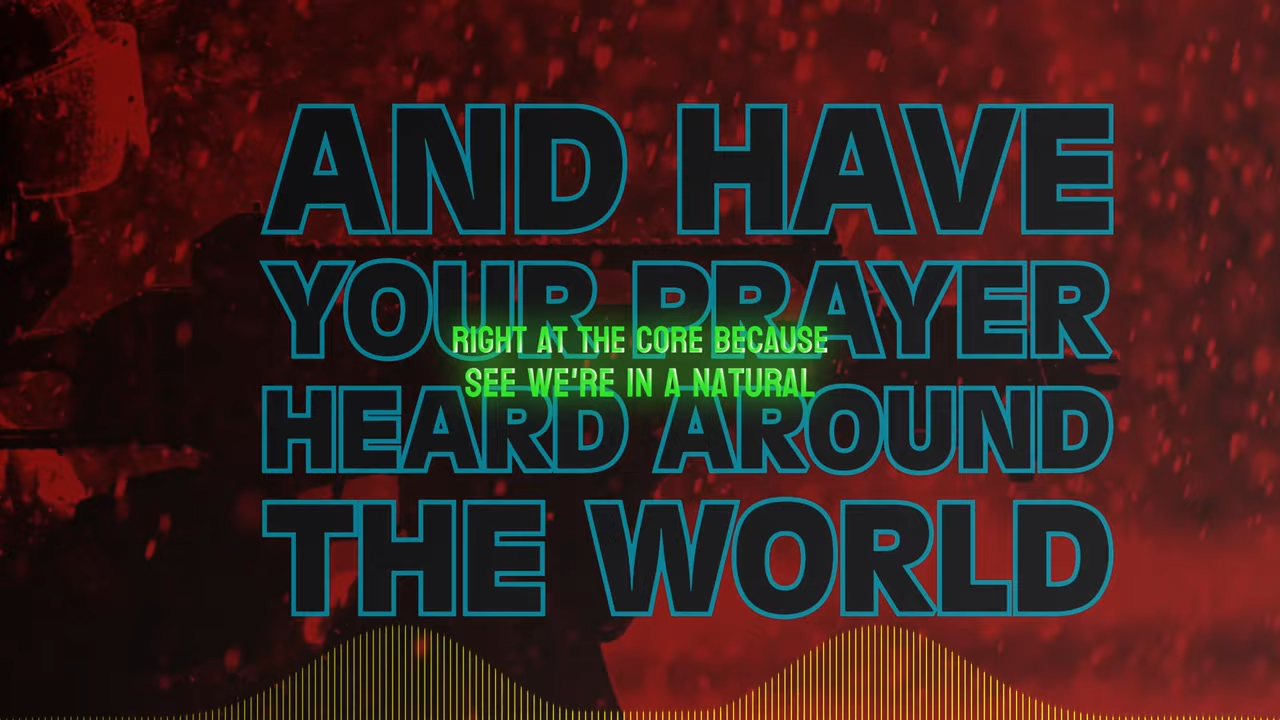 AND HAVE
YOUR PRAYER
RIGHT AT THE CORE BECAUSE
SEE WE'RE IN A NATURAL
HEARD AROUND
THE WORLD